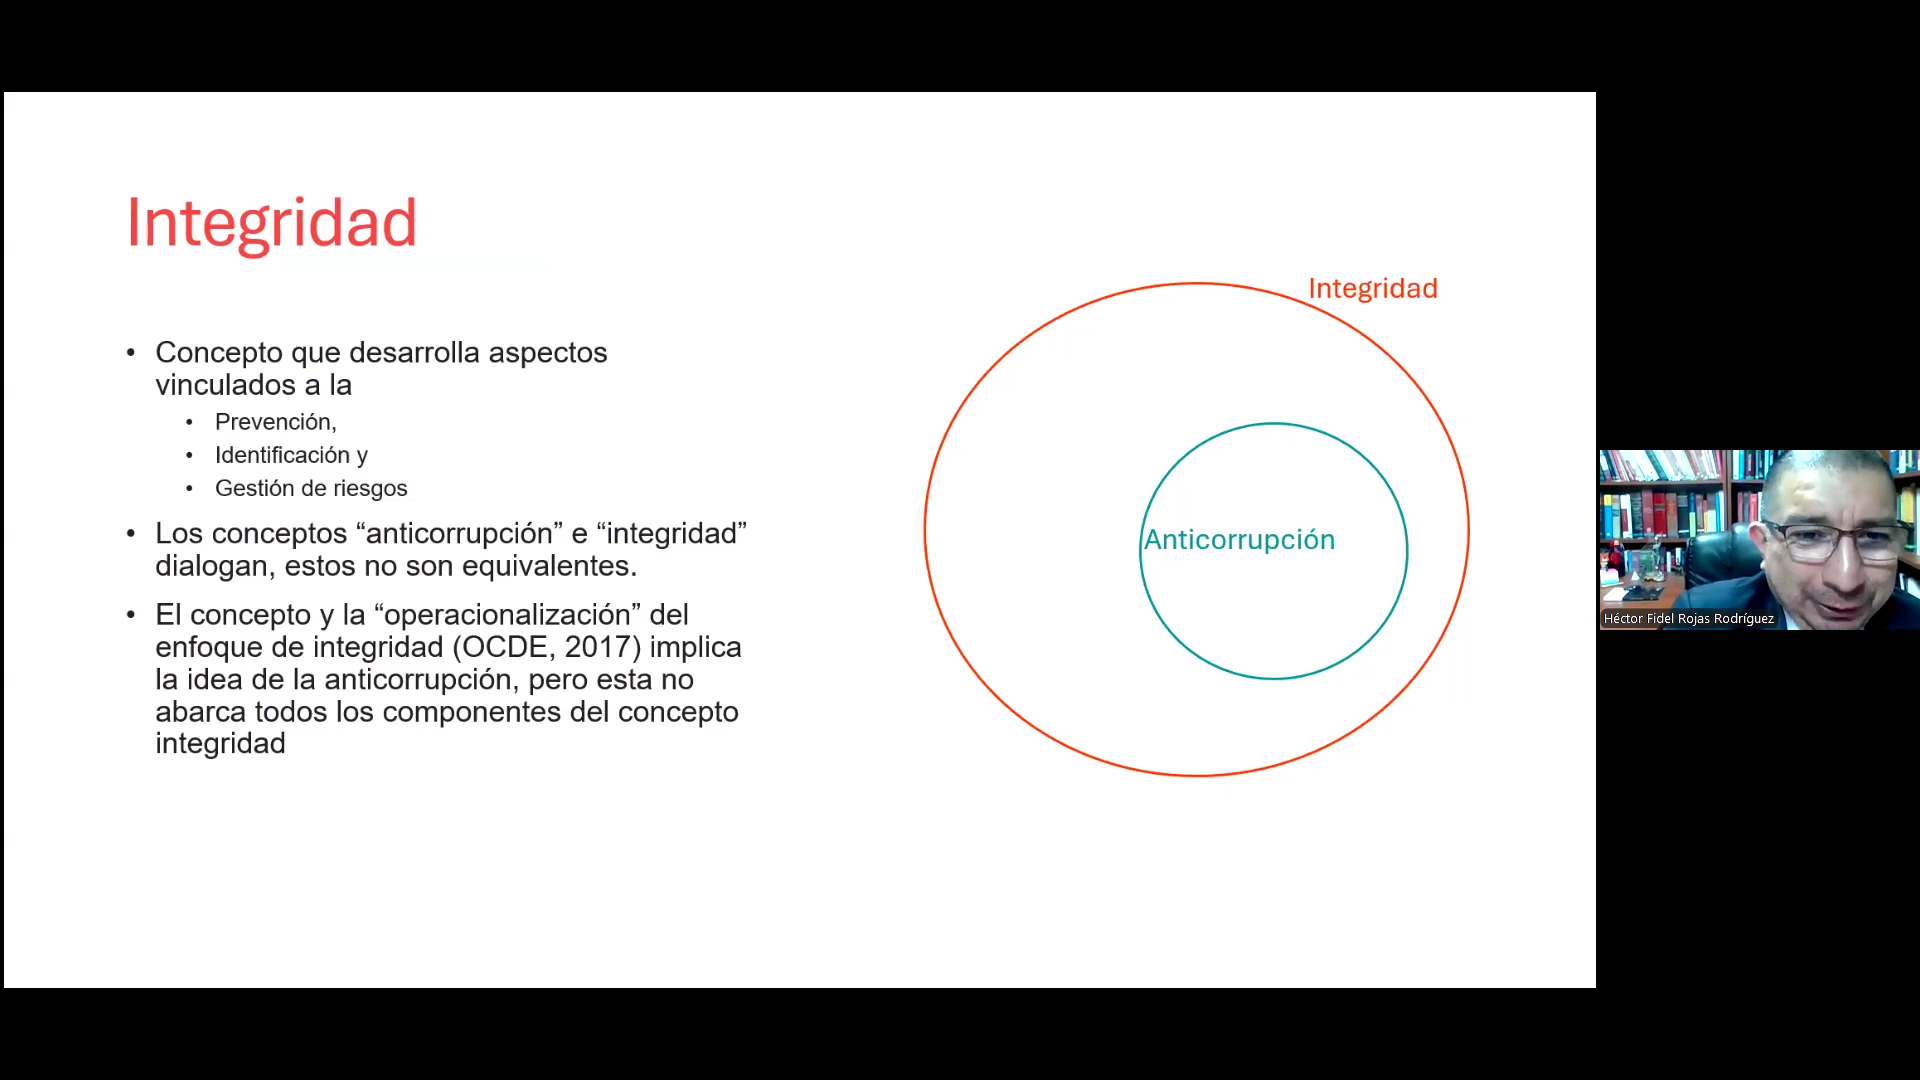 Integridad
• Concepto que desarrolla aspectos
vinculados a la
• Prevención,
• Identificación y
• Gestión de riesgos
• Los conceptos “anticorrupción” e “integridad”
dialogan, estos no son equivalentes.
• El concepto y la “operacionalización” del
enfoque de integridad (OCDE, 2017) implica
la idea de la anticorrupción, pero esta no
abarca todos los componentes del concepto
integridad
Integridad
Anticorrupción
Héctor Fidel Rojas Rodríguez